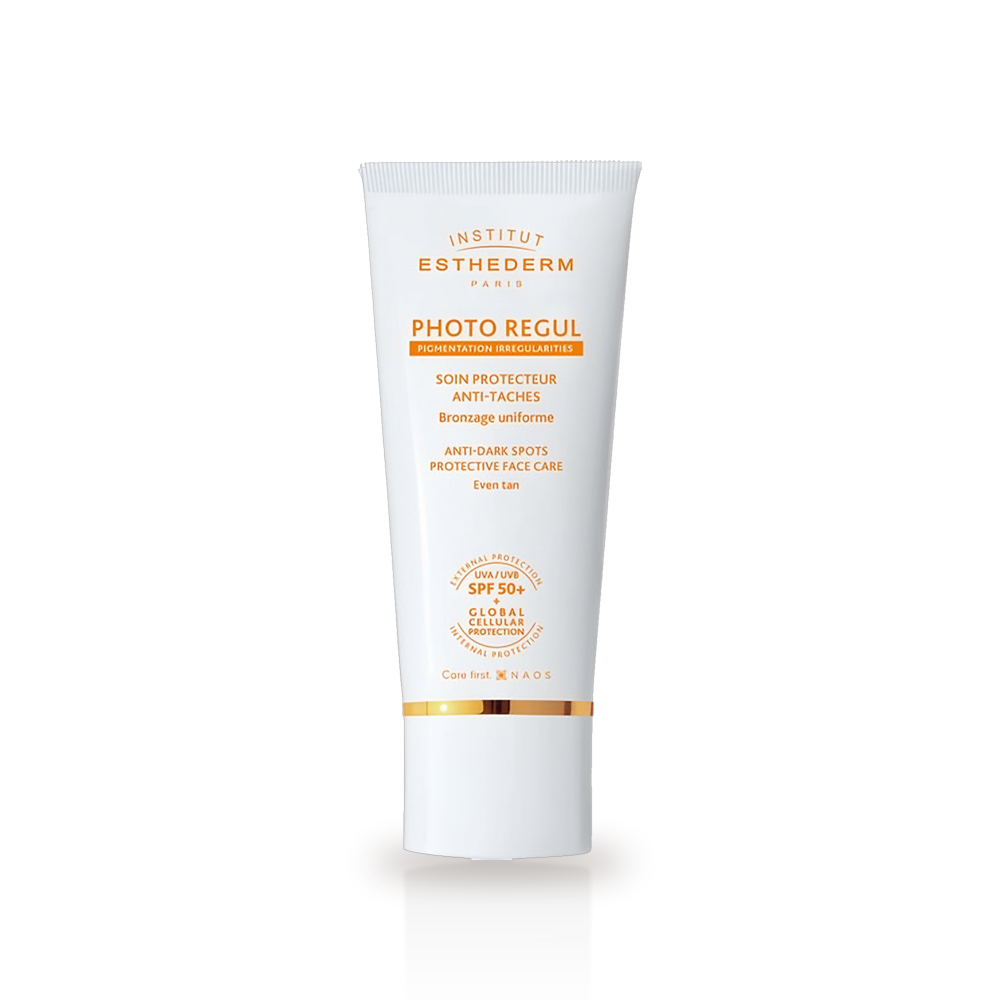 INSTITUT
ESTHEDERM
PARIS
PHOTO REGUL
PIGMENTATION IRREGULARITIES
SOIN PROTECTEUR
ANTI-TACHES
Bronzage uniforme
ANTI-DARK SPOTS
PROTECTIVE FACE CARE
Even tan
EXTERNAL PROTECTION
UVA/UVB
SPF 50+
+
GLOBAL
CELLULAR
PROTECTION
INTERNAL PROTECTION
Care first. NAOS